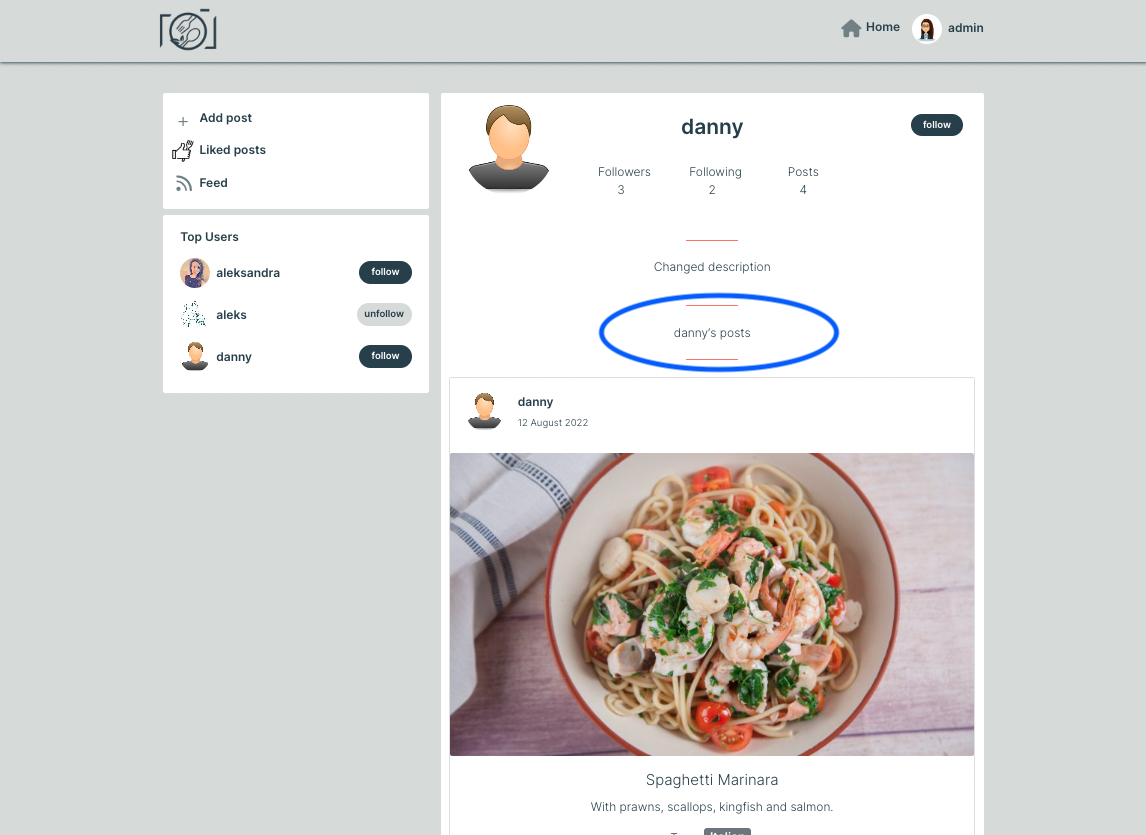 Home
admin
Add post
Liked posts
Feed
Top Users
aleksandra
follow
aleks
unfollow
danny
follow
danny
follow
Followers
Following
Posts
3
2
4
Changed description
danny's posts
danny
12 August 2022
Spaghetti Marinara
With prawns, scallops, kingfish and salmon.